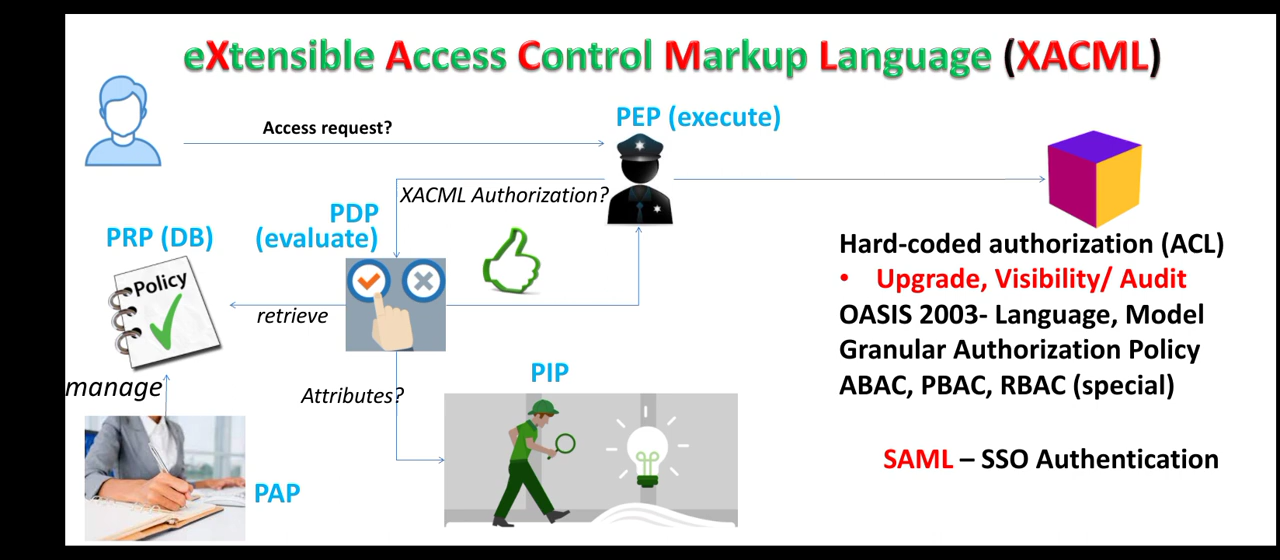 eXtensible Access Control Markup Language (XACML)
PEP (execute)
Access request?
XACML Authorization?
PDP
(evaluate)
PRP (DB)
Policy
retrieve
manage
Attributes?
PIP
PAP
Hard-coded authorization (ACL)
• Upgrade, Visibility/ Audit
OASIS 2003- Language, Model
Granular Authorization Policy
ABAC, PBAC, RBAC (special)
SAML – SSO Authentication